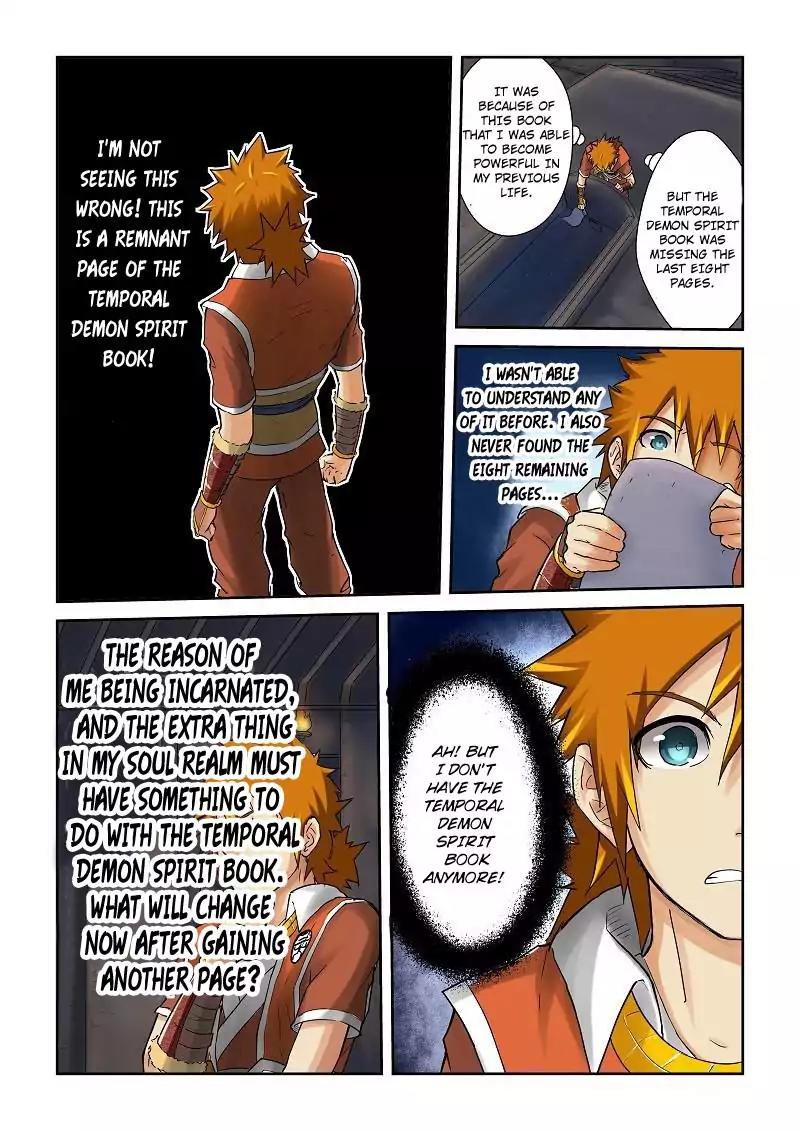 I'M NOT
SEEING THIS
WRONG! THIS
IS A REMNANT
PAGE OF THE
TEMPORAL
DEMON SPIRIT
BOOK!
IT WAS
BECAUSE OF
THIS BOOK
THAT I WAS ABLE
TO BECOME
POWERFUL IN
MY PREVIOUS
LIFE.
BUT THE
TEMPORAL
DEMON SPIRIT
BOOK WAS
MISSING THE
LAST EIGHT
PAGES.
I WASN'T ABLE
TO UNDERSTAND ANY
OF IT BEFORE. I ALSO
NEVER FOUND THE
EIGHT REMAINING
PAGES...
THE REASON OF
ME BEING INCARNATED,
AND THE EXTRA THING
IN MY SOUL REALM MUST
HAVE SOMETHING TO
DO WITH THE TEMPORAL
DEMON SPIRIT BOOK.
WHAT WILL CHANGE
NOW AFTER GAINING
ANOTHER PAGE?
AH! BUT
I DON'T
HAVE THE
TEMPORAL
DEMON
SPIRIT
BOOK
ANYMORE!